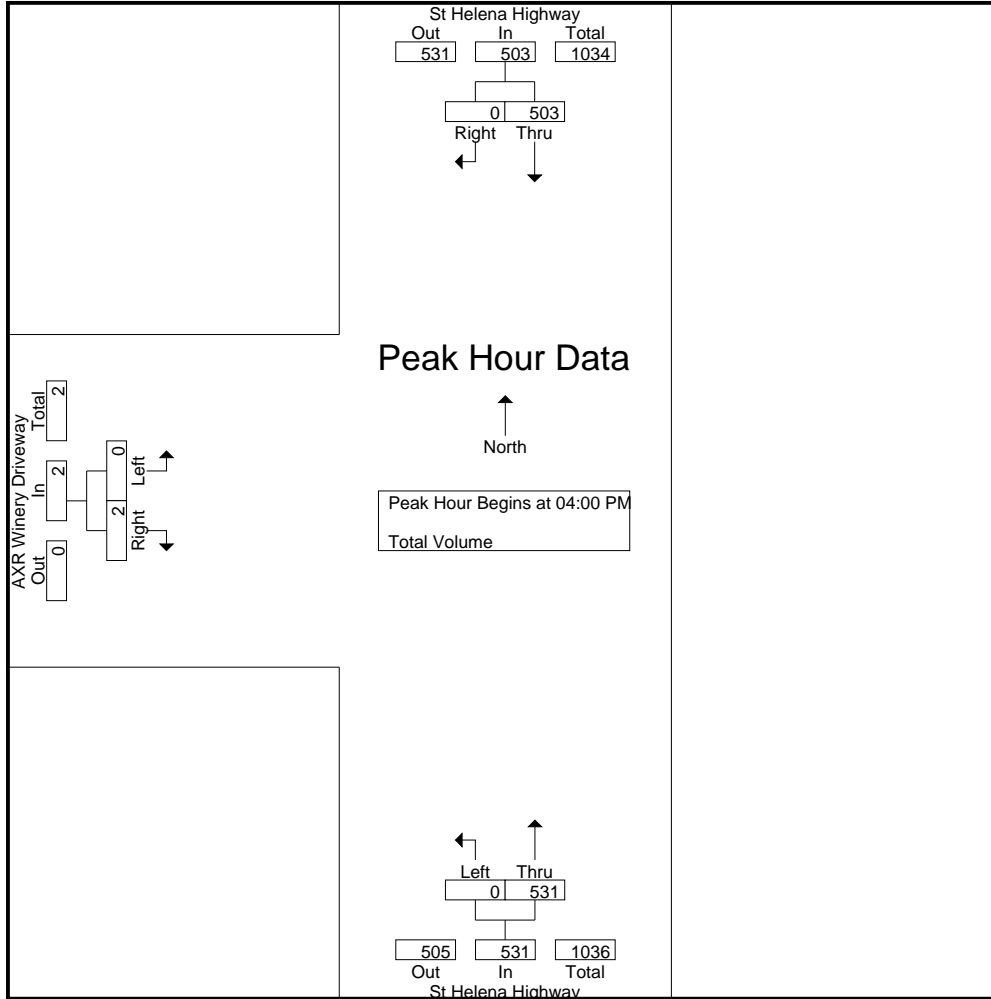 St Helena Highway
Out In Total
531 503 1034
0 503
Right Thru
Peak Hour Data
North
Peak Hour Begins at 04:00 PM
Total Volume
AXR Winery Driveway
Out In Total
0 2 2
2 0
Right Left
Left Thru
0 531
505 531 1036
Out In Total
St Helena Highway